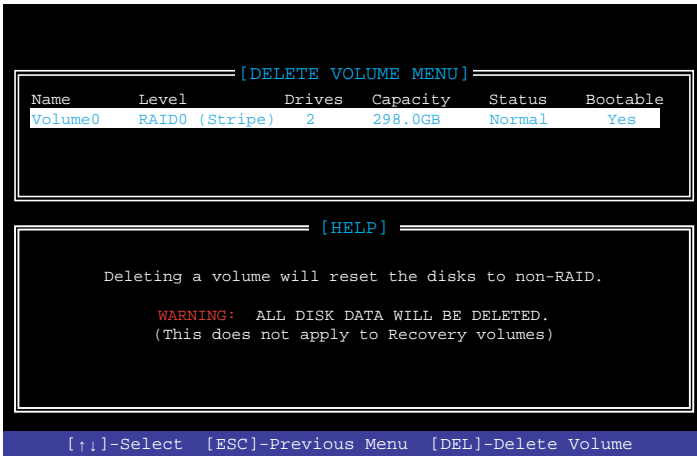 [DELETE VOLUME MENU]
Name Level Drives Capacity Status Bootable
Volume0 RAID0 (Stripe) 2 298.0GB Normal Yes
[HELP]
Deleting a volume will reset the disks to non-RAID.
WARNING: ALL DISK DATA WILL BE DELETED.
(This does not apply to Recovery volumes)
[↑↓]-Select [ESC]-Previous Menu [DEL]-Delete Volume